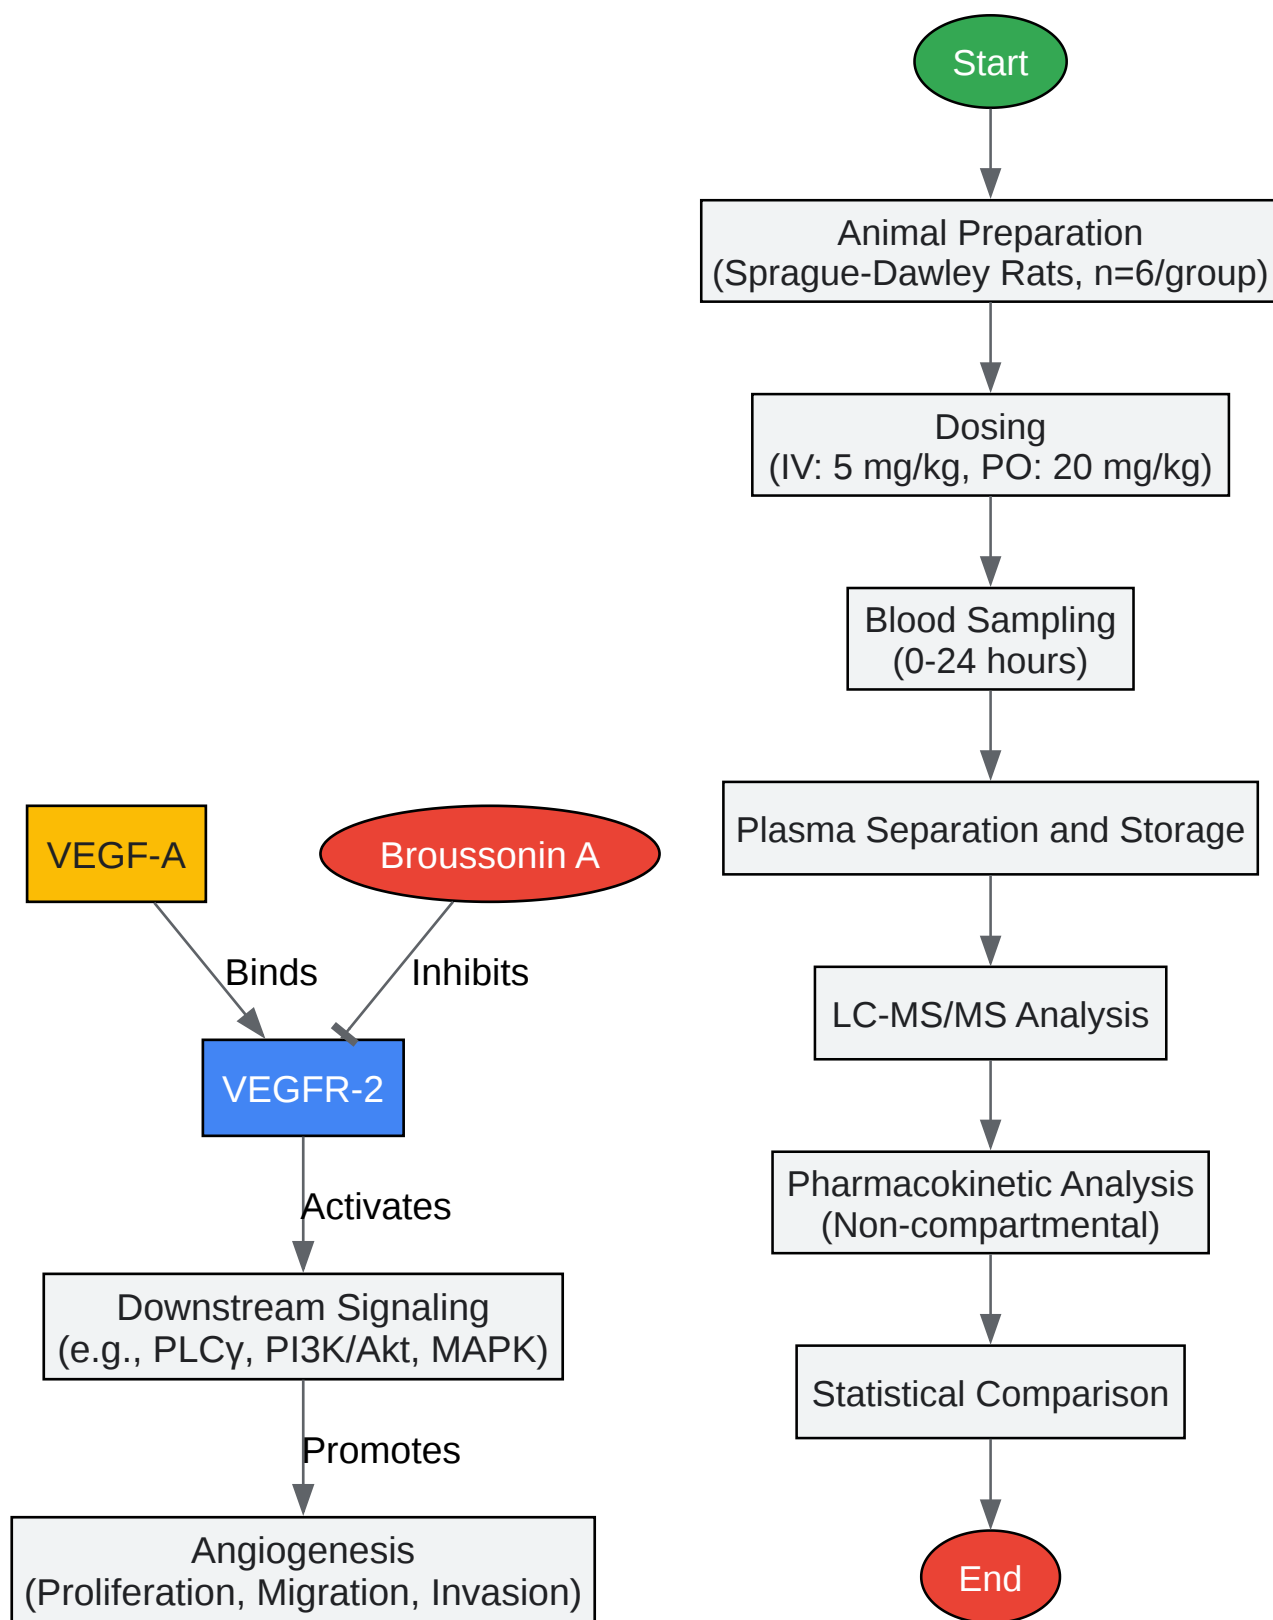 VEGF-A
Broussonin A
Binds
Inhibits
VEGFR-2
Activates
Downstream Signaling
(e.g., PLCγ, PI3K/Akt, MAPK)
Promotes
Angiogenesis
(Proliferation, Migration, Invasion)
Start
Animal Preparation
(Sprague-Dawley Rats, n=6/group)
Dosing
(IV: 5 mg/kg, PO: 20 mg/kg)
Blood Sampling
(0-24 hours)
Plasma Separation and Storage
LC-MS/MS Analysis
Pharmacokinetic Analysis
(Non-compartmental)
Statistical Comparison
End